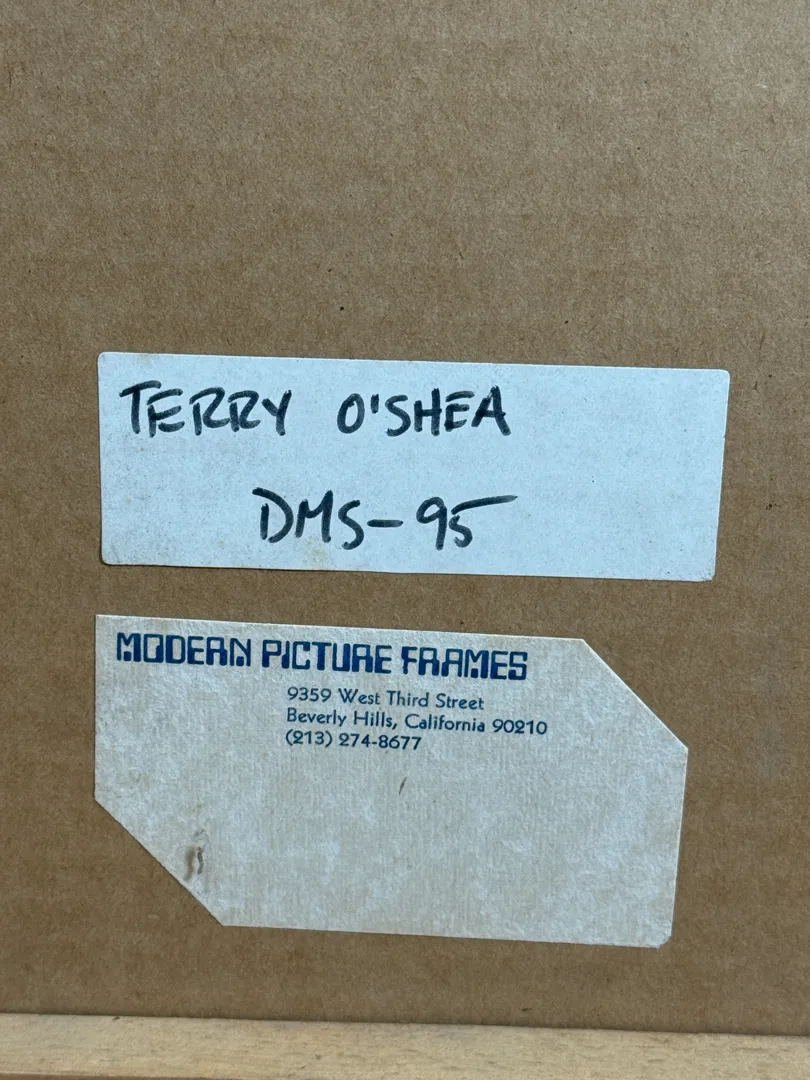 TERRY O'SHEA
DMS-95
MODERN PICTURE FRAMES
9359 West Third Street
Beverly Hills, California 90210
(213) 274-8677